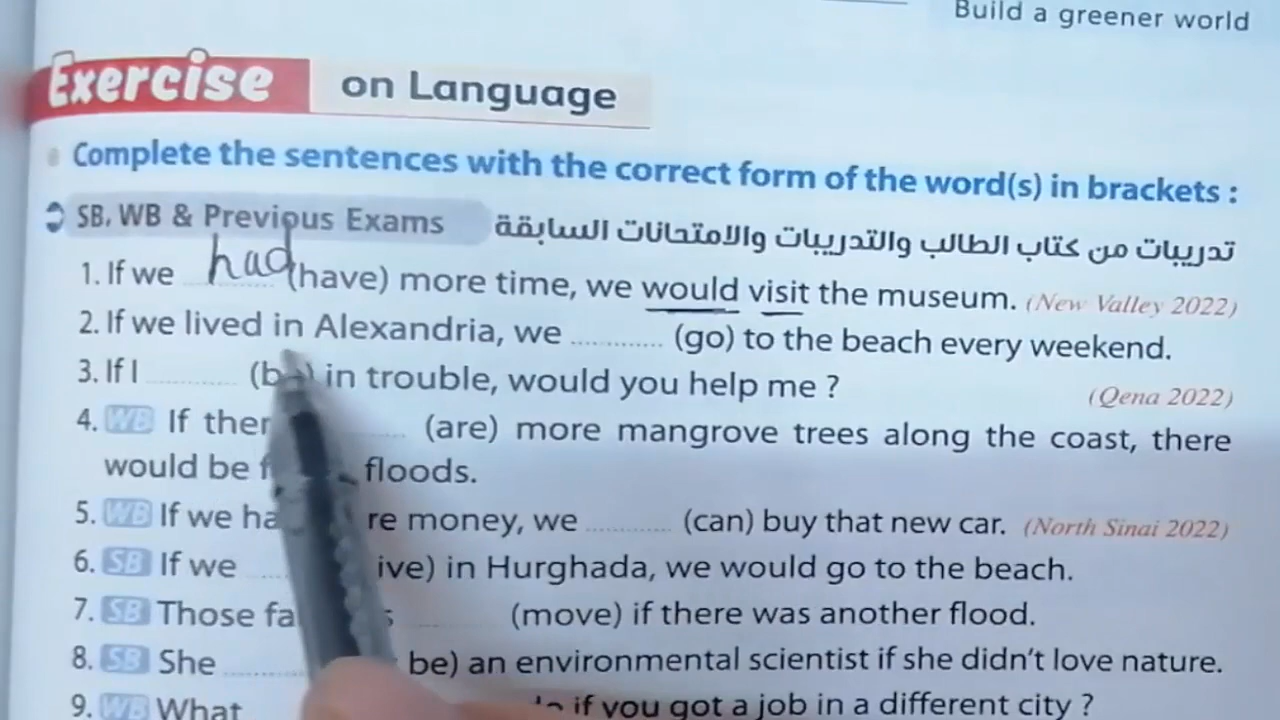 Build a greener world
Exercise on Language
Complete the sentences with the correct form of the word(s) in brackets :
SB, WB & Previous Exams تدريبات من كتاب الطالب والتدريبات والامتحانات السابقة
1. If we had (have) more time, we would visit the museum. (New Valley 2022)
2. If we lived in Alexandria, we ............ (go) to the beach every weekend.
3. If I ............ in trouble, would you help me ? (Qena 2022)
4. WB If ............ (are) more mangrove trees along the coast, there
would be floods.
5. WB If we money, we ............ (can) buy that new car. (North Sinai 2022)
6. SB If we .... in Hurghada, we would go to the beach.
7. SB Those ............ (move) if there was another flood.
8. SB She ............ be) an environmental scientist if she didn't love nature.
9. WB What if you got a job in a different city ?